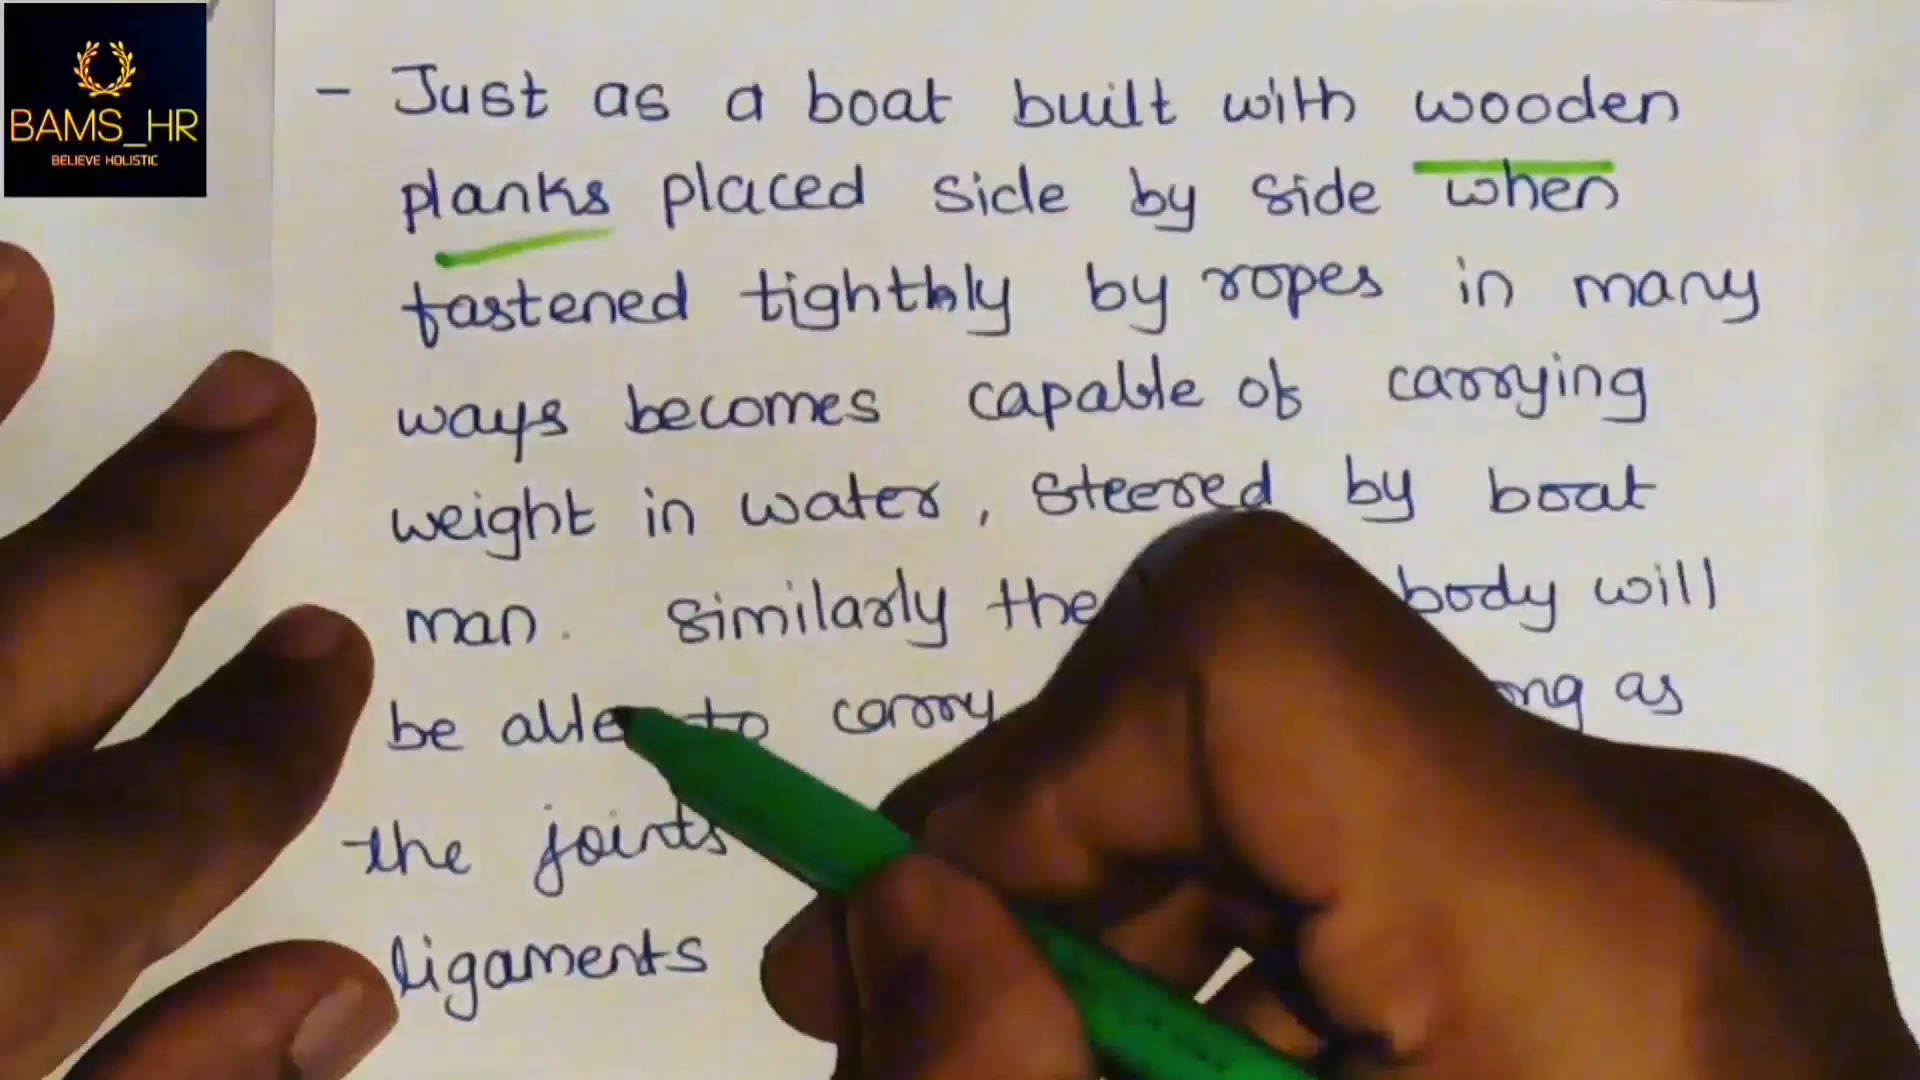 BAMS_HR
BELIEVE HOLISTIC
- Just as a boat built with wooden
planks placed side by side when
fastened tightly by ropes in many
ways becomes capable of carrying
weight in water, steered by boat
man. similarly the body will
be able to carry as
the joints
ligaments